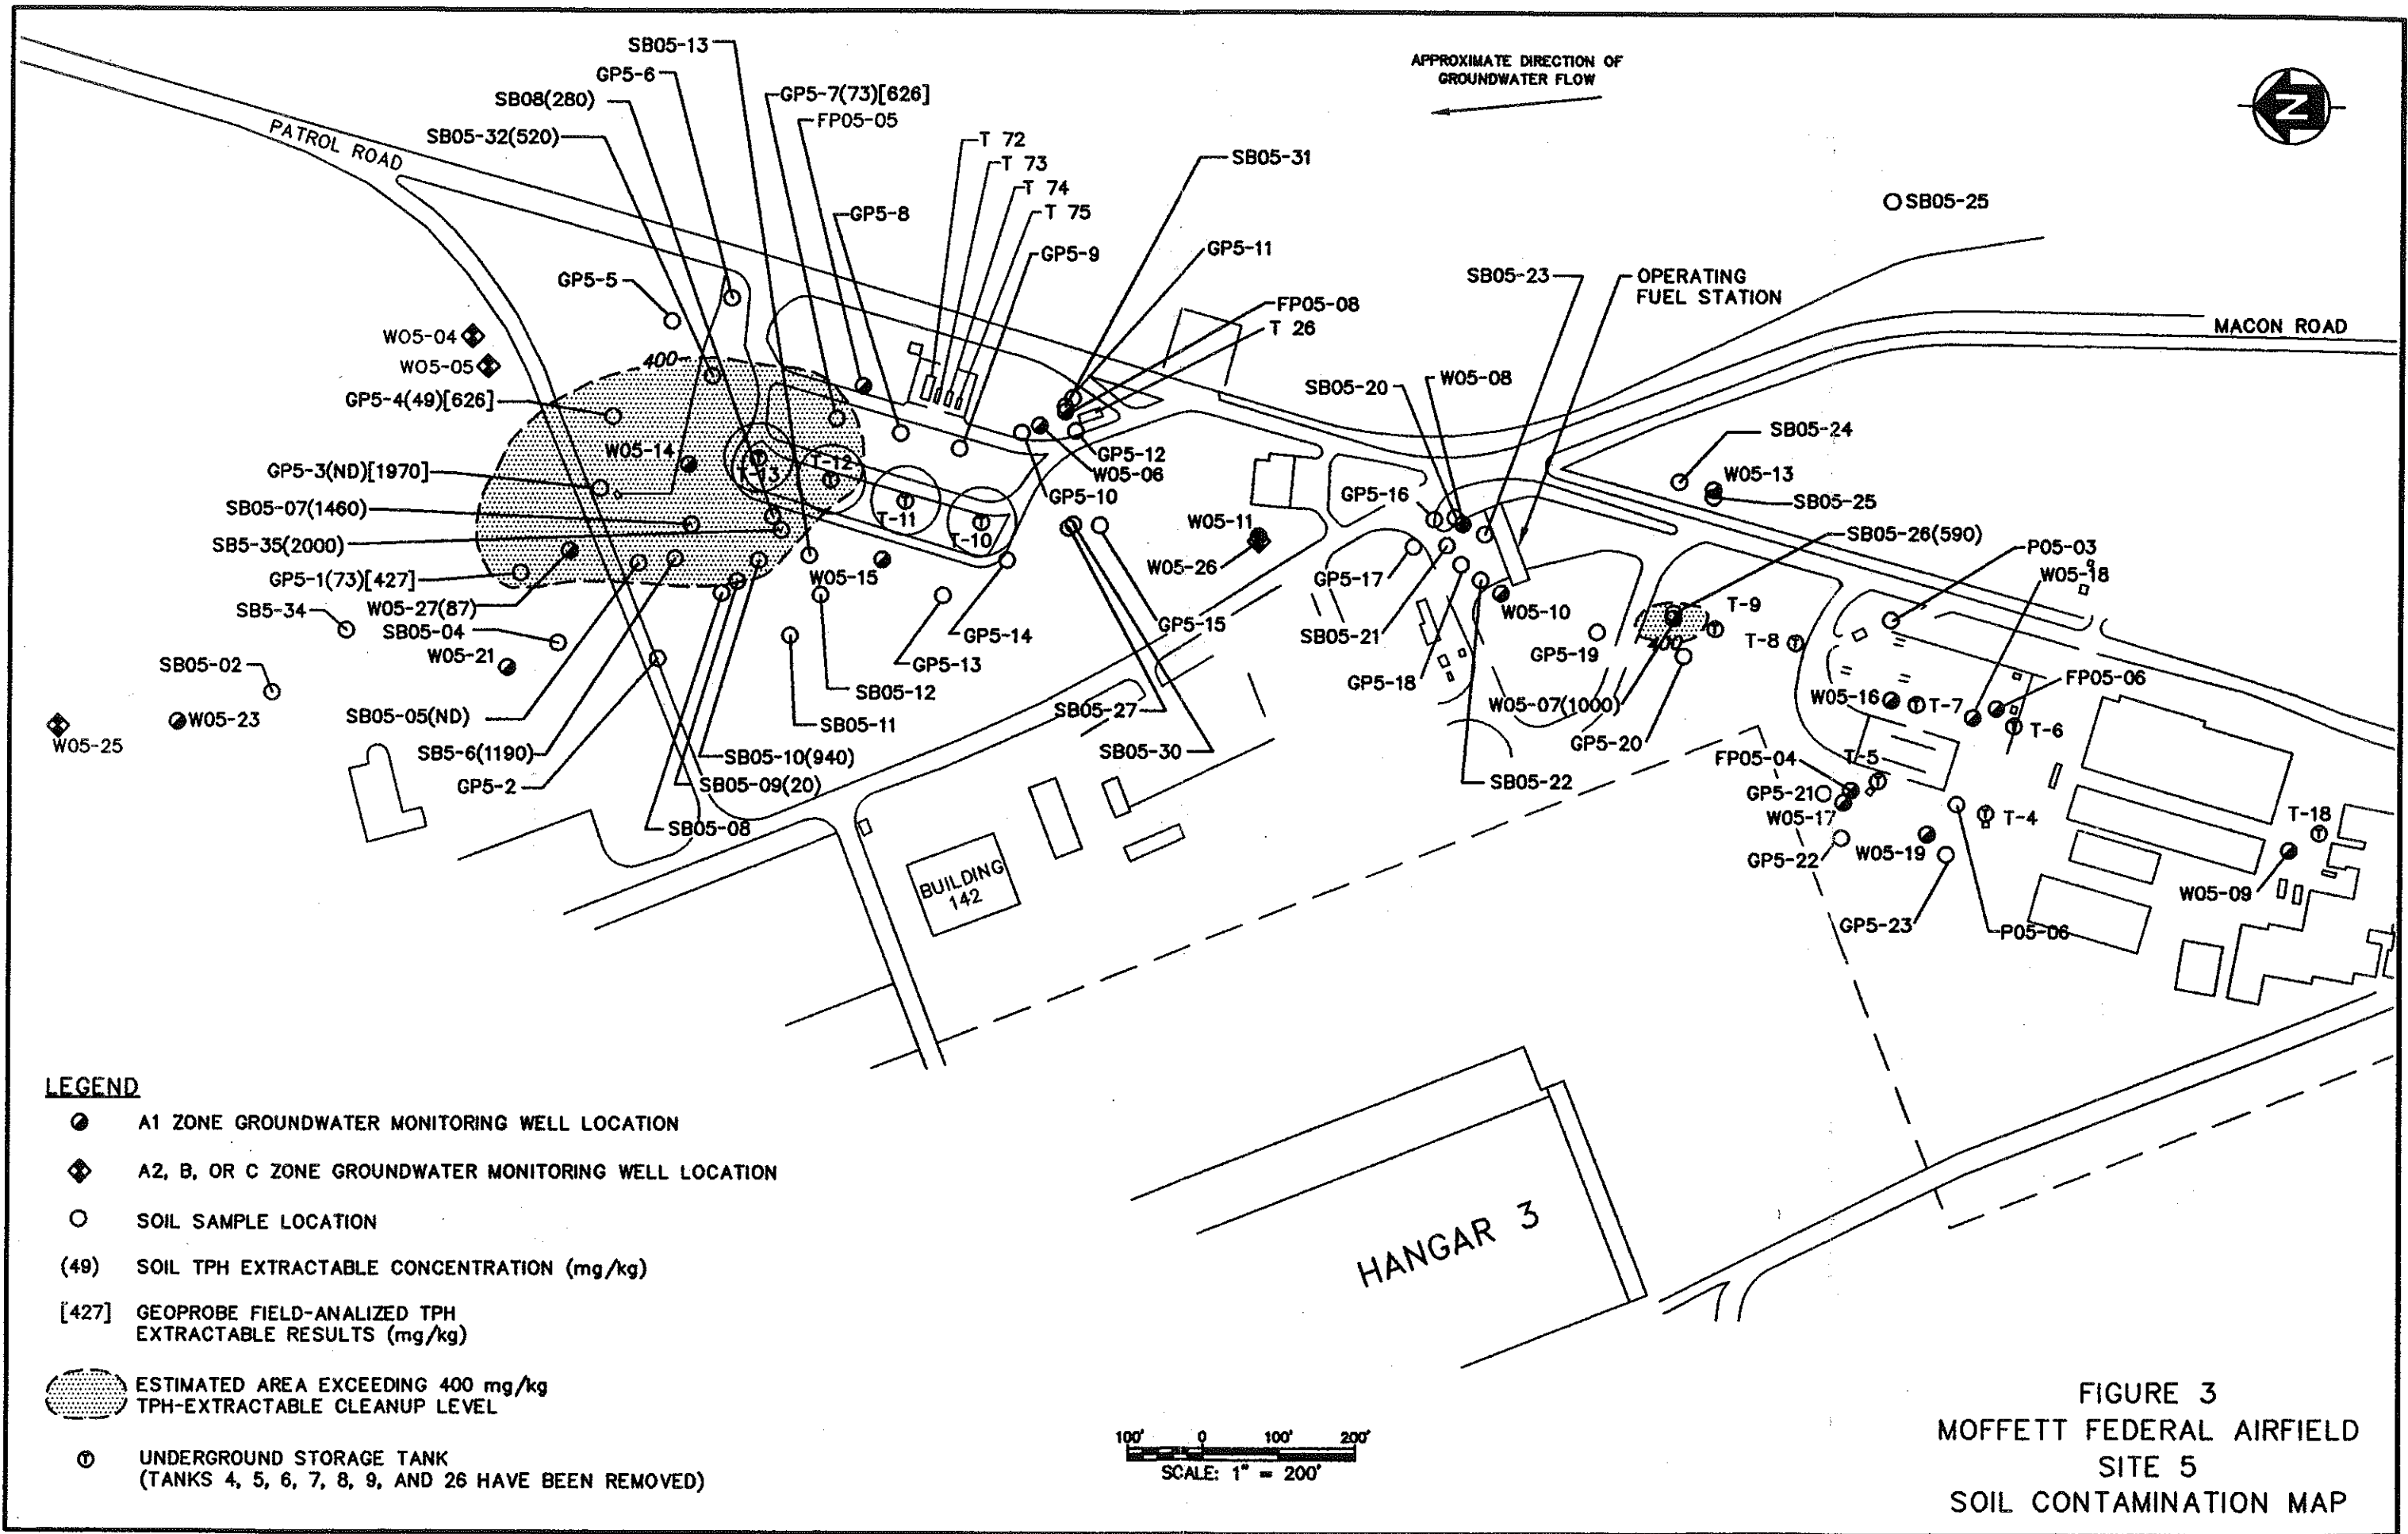 SB05-13
GP5-6
SB08(280)
SB05-32(520)
GP5-7(73)[626]
FP05-05
T 72
T 73
T 74
T 75
GP5-8
GP5-9
SB05-31
GP5-11
FP05-08
T 26
APPROXIMATE DIRECTION OF
GROUNDWATER FLOW
N
SB05-25
PATROL ROAD
GP5-5
SB05-23
OPERATING
FUEL STATION
MACON ROAD
W05-04
W05-05
400
GP5-4(49)[626]
SB05-20
W05-08
SB05-24
W05-14
T-13
T-12
GP5-12
W05-06
W05-13
GP5-3(ND)[1970]
GP5-10
GP5-16
SB05-25
SB05-07(1460)
T-11
T-10
W05-11
SB05-26(590)
SB5-35(2000)
P05-03
GP5-1(73)[427]
W05-15
W05-26
GP5-17
W05-18
W05-27(87)
W05-10
T-9
SB5-34
SB05-04
GP5-14
GP5-15
SB05-21
T-8
W05-21
GP5-13
GP5-19
400
SB05-02
SB05-12
GP5-18
FP05-06
W05-23
SB05-05(ND)
SB05-11
SB05-27
W05-07(1000)
W05-16
T-7
W05-25
SB5-6(1190)
SB05-10(940)
SB05-30
GP5-20
T-6
GP5-2
SB05-09(20)
SB05-22
FP05-04
T-5
SB05-08
GP5-21
W05-17
T-4
T-18
GP5-22
W05-19
BUILDING
142
W05-09
GP5-23
P05-06
HANGAR 3
LEGEND
A1 ZONE GROUNDWATER MONITORING WELL LOCATION
A2, B, OR C ZONE GROUNDWATER MONITORING WELL LOCATION
SOIL SAMPLE LOCATION
(49) SOIL TPH EXTRACTABLE CONCENTRATION (mg/kg)
[427] GEOPROBE FIELD-ANALIZED TPH
EXTRACTABLE RESULTS (mg/kg)
ESTIMATED AREA EXCEEDING 400 mg/kg
TPH-EXTRACTABLE CLEANUP LEVEL
UNDERGROUND STORAGE TANK
(TANKS 4, 5, 6, 7, 8, 9, AND 26 HAVE BEEN REMOVED)
100' 0 100' 200'
SCALE: 1" = 200'
FIGURE 3
MOFFETT FEDERAL AIRFIELD
SITE 5
SOIL CONTAMINATION MAP